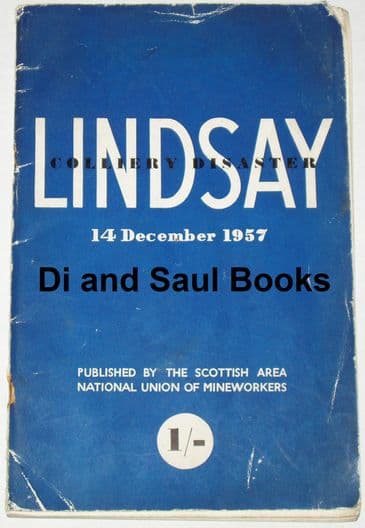 LINDSAY
COLLIERY DISASTER
14 December 1957
Di and Saul Books
PUBLISHED BY THE SCOTTISH AREA
NATIONAL UNION OF MINEWORKERS
1/-